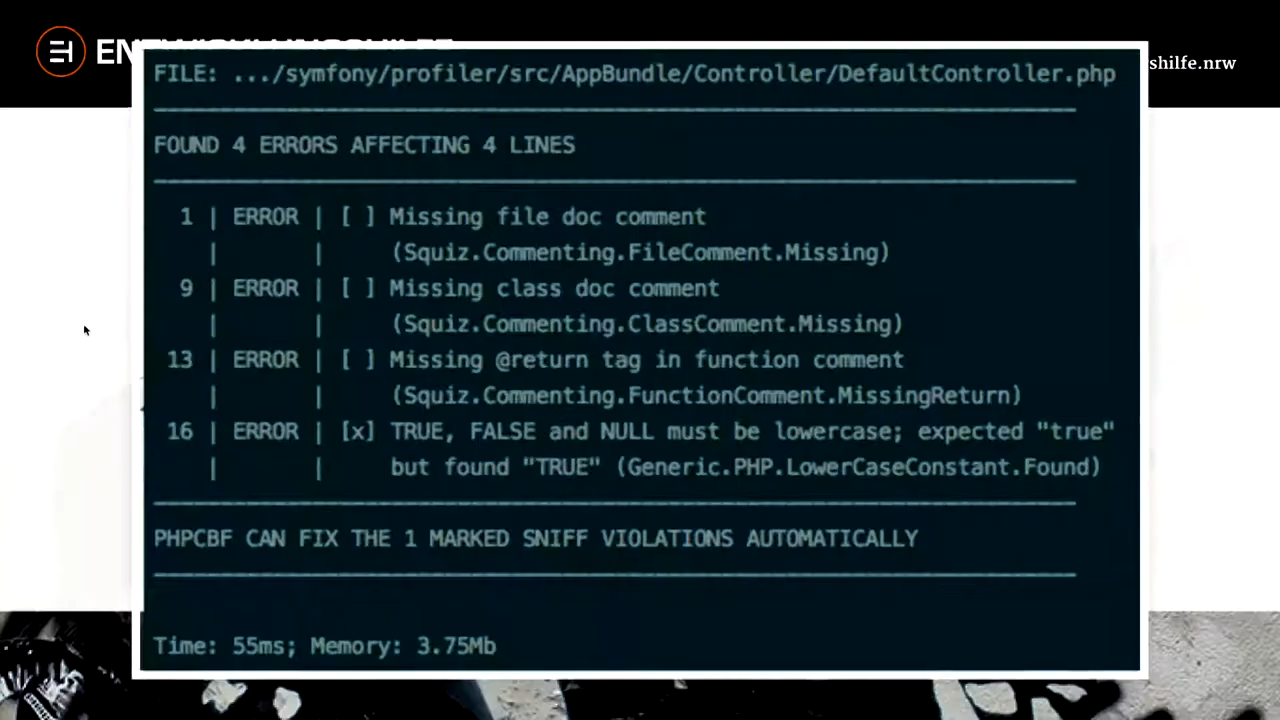 FILE: .../symfony/profiler/src/AppBundle/Controller/DefaultController.php
shilfe.nrw
FOUND 4 ERRORS AFFECTING 4 LINES
1 | ERROR | [ ] Missing file doc comment
| | (Squiz.Commenting.FileComment.Missing)
9 | ERROR | [ ] Missing class doc comment
| | (Squiz.Commenting.ClassComment.Missing)
13 | ERROR | [ ] Missing @return tag in function comment
| | (Squiz.Commenting.FunctionComment.MissingReturn)
16 | ERROR | [x] TRUE, FALSE and NULL must be lowercase; expected "true"
| | but found "TRUE" (Generic.PHP.LowerCaseConstant.Found)
PHPCBF CAN FIX THE 1 MARKED SNIFF VIOLATIONS AUTOMATICALLY
Time: 55ms; Memory: 3.75Mb